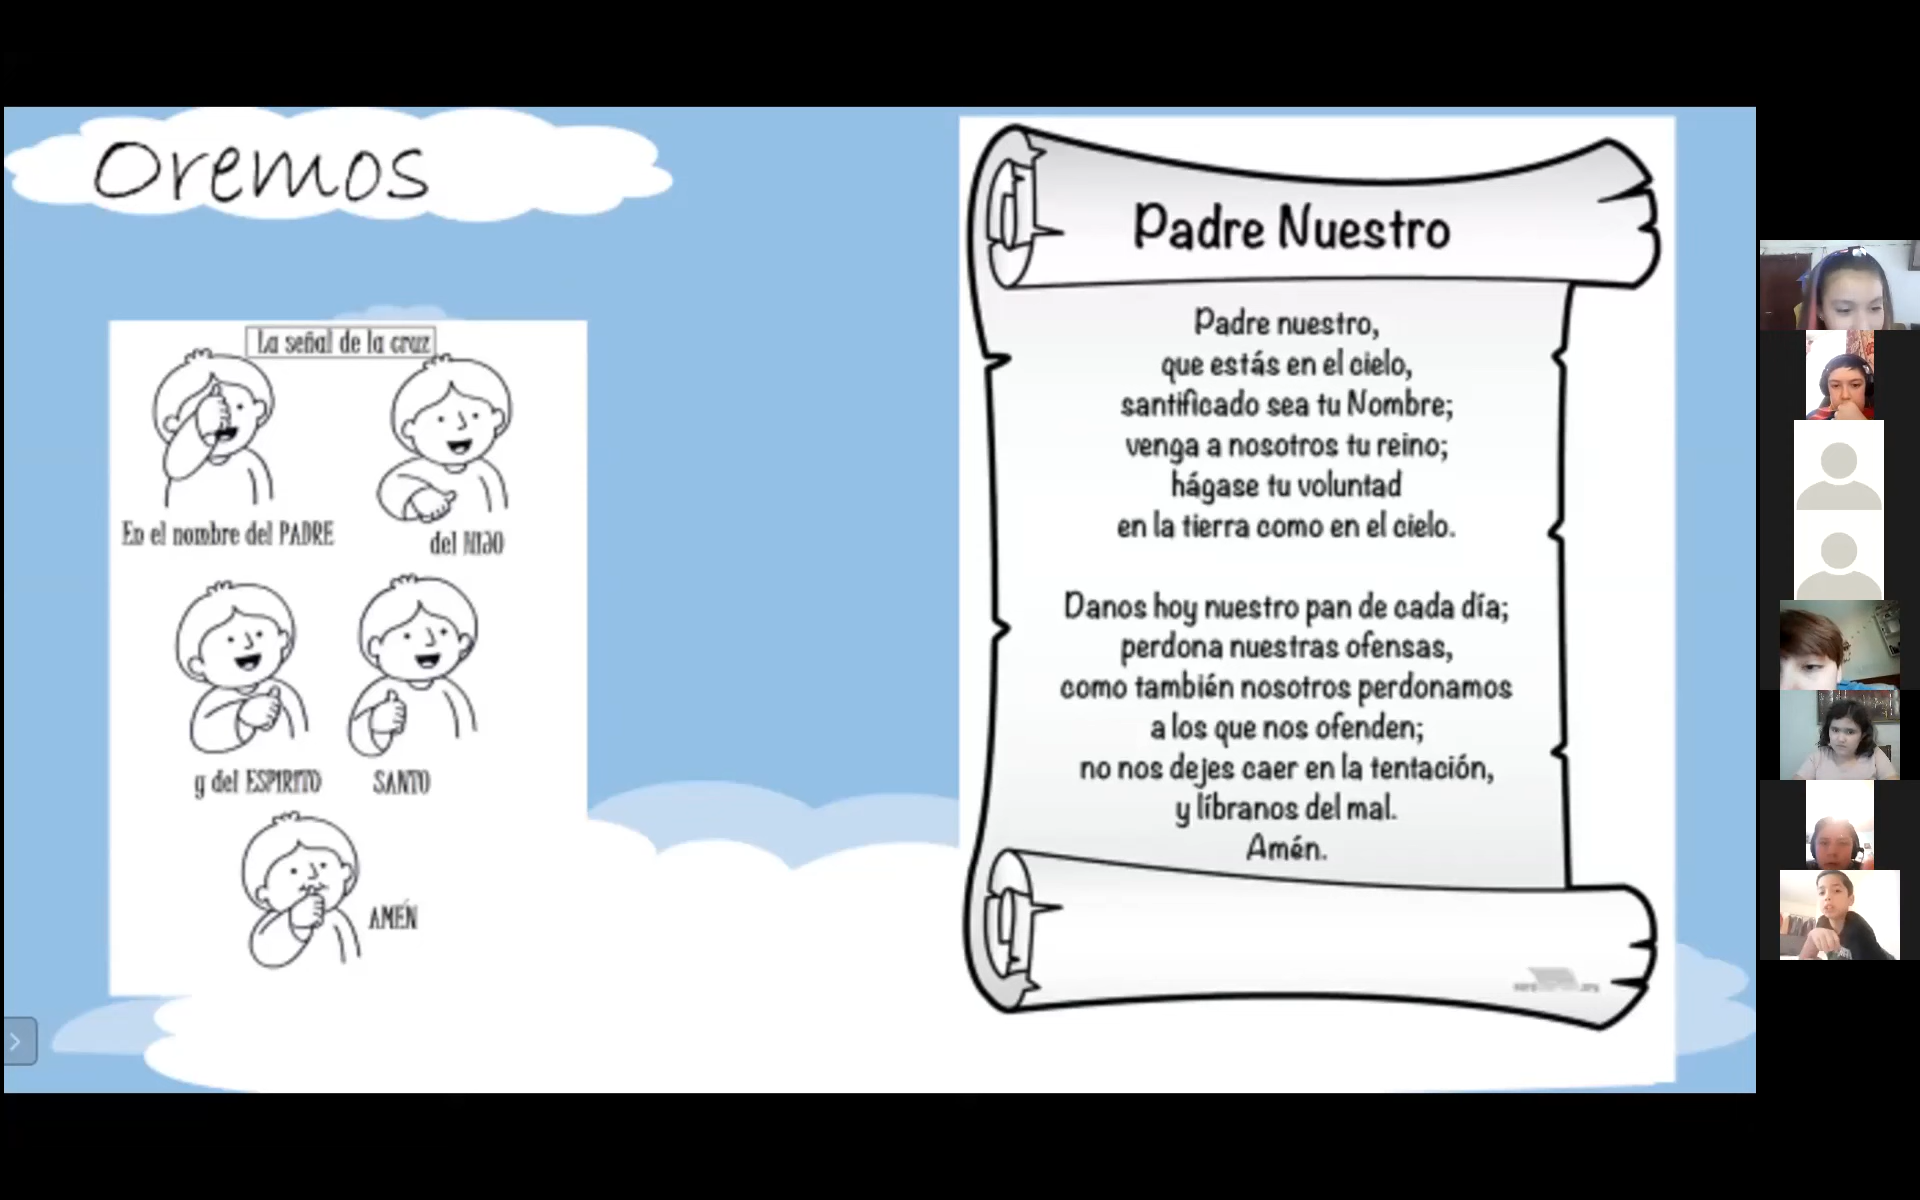 Oremos
La señal de la cruz
En el nombre del PADRE
del HIJO
y del ESPIRITO
SANTO
AMÉN
Padre Nuestro
Padre nuestro,
que estás en el cielo,
santificado sea tu Nombre;
venga a nosotros tu reino;
hágase tu voluntad
en la tierra como en el cielo.
Danos hoy nuestro pan de cada día;
perdona nuestras ofensas,
como también nosotros perdonamos
a los que nos ofenden;
no nos dejes caer en la tentación,
y líbranos del mal.
Amén.